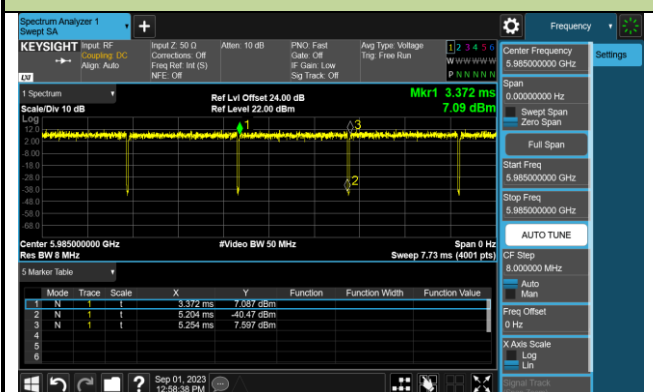 Spectrum Analyzer 1
Swept SA
+
Frequency
KEYSIGHT Input: RF
Coupling: DC
Align: Auto
Input Z: 50 Ω
Corrections: Off
Freq Ref: Int (S)
NFE: Off
Atten: 10 dB
PNO: Fast
Gate: Off
IF Gain: Low
Sig Track: Off
Avg Type: Voltage
Trig: Free Run
1 2 3 4 5 6
W W W W W W
P N N N N N
LXI
1 Spectrum
Scale/Div 10 dB
Ref Lvl Offset 24.00 dB
Ref Level 22.00 dBm
Mkr1 3.372 ms
7.09 dBm
Log
12.0
2.00
-8.00
-18.0
-28.0
-38.0
-48.0
-58.0
-68.0
1
3
2
Center 5.985000000 GHz
Res BW 8 MHz
#Video BW 50 MHz
Span 0 Hz
Sweep 7.73 ms (4001 pts)
5 Marker Table
Mode Trace Scale X Y Function Function Width Function Value
1 N 1 t 3.372 ms 7.087 dBm
2 N 1 t 5.204 ms -40.47 dBm
3 N 1 t 5.254 ms 7.597 dBm
4
5
6
Sep 01, 2023
12:58:38 PM
Center Frequency
5.985000000 GHz
Settings
Span
0.00000000 Hz
Swept Span
Zero Span
Full Span
Start Freq
5.985000000 GHz
Stop Freq
5.985000000 GHz
AUTO TUNE
CF Step
8.000000 MHz
Auto
Man
Freq Offset
0 Hz
X Axis Scale
Log
Lin
Signal Track